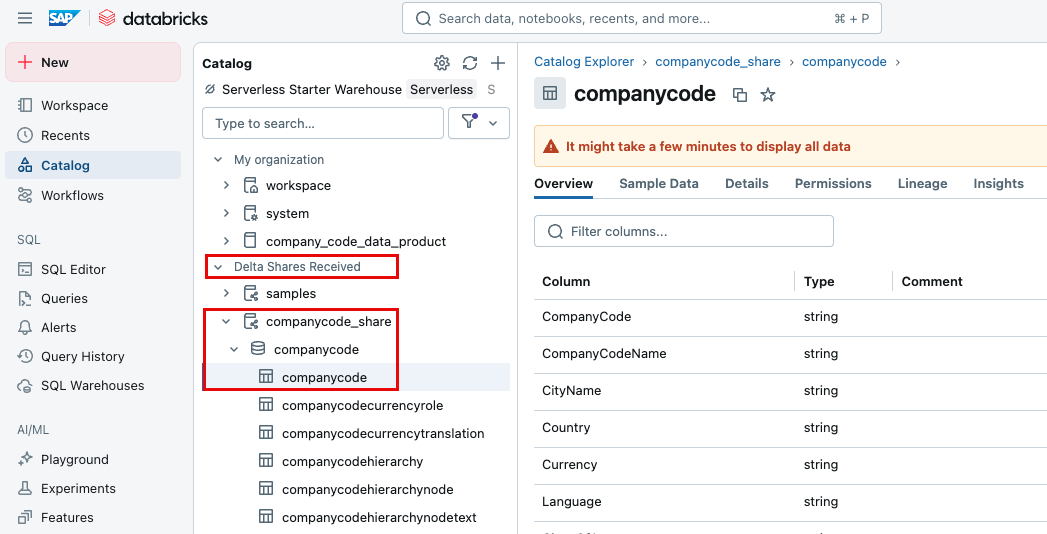 SAP databricks
Search data, notebooks, recents, and more... ⌘ + P
New
Workspace
Recents
Catalog
Workflows
SQL
SQL Editor
Queries
Alerts
Query History
SQL Warehouses
AI/ML
Playground
Experiments
Features
Catalog
Serverless Starter Warehouse Serverless S
Type to search...
My organization
workspace
system
company_code_data_product
Delta Shares Received
samples
companycode_share
companycode
companycode
companycodecurrencyrole
companycodecurrencytranslation
companycodehierarchy
companycodehierarchynode
companycodehierarchynodetext
Catalog Explorer › companycode_share › companycode ›
companycode
It might take a few minutes to display all data
Overview Sample Data Details Permissions Lineage Insights
Filter columns...
Column Type Comment
CompanyCode string
CompanyCodeName string
CityName string
Country string
Currency string
Language string